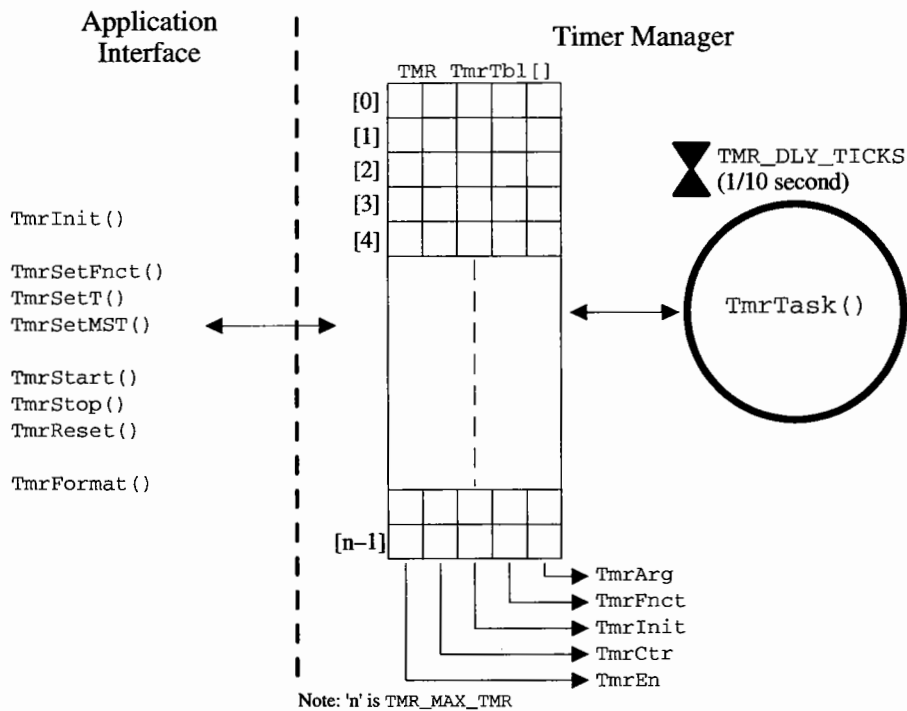 Application
Interface
Timer Manager
TMR TmrTbl[]
[0]
[1]
[2]
[3]
[4]
[n–1]
TmrInit()
TmrSetFnct()
TmrSetT()
TmrSetMST()
TmrStart()
TmrStop()
TmrReset()
TmrFormat()
TMR_DLY_TICKS
(1/10 second)
TmrTask()
TmrArg
TmrFnct
TmrInit
TmrCtr
TmrEn
Note: 'n' is TMR_MAX_TMR